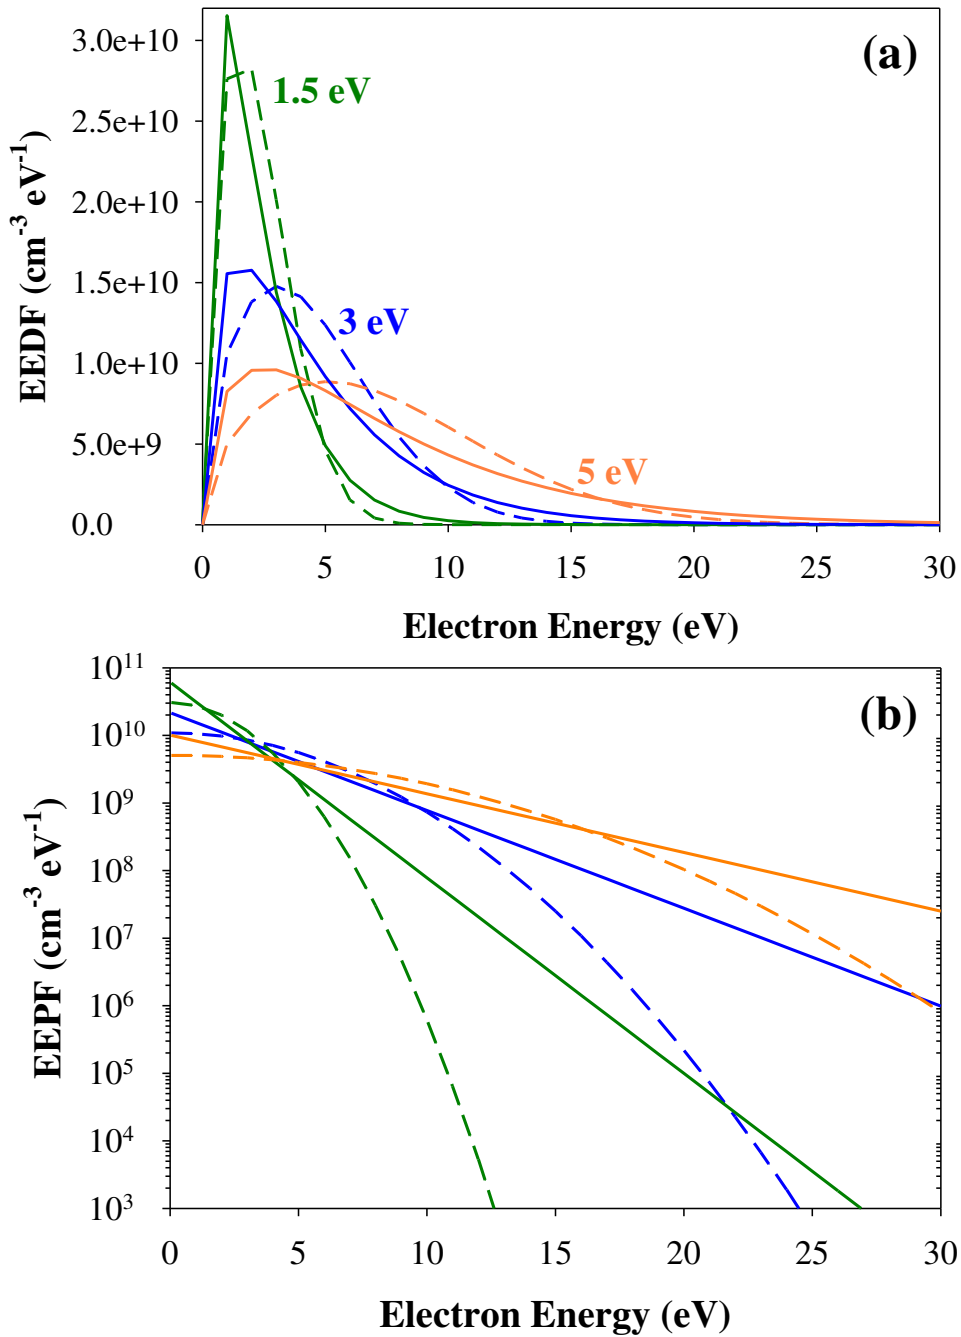 (a)
3.0e+10
2.5e+10
2.0e+10
1.5e+10
1.0e+10
5.0e+9
0.0
EEDF (cm⁻³ eV⁻¹)
1.5 eV
3 eV
5 eV
0 5 10 15 20 25 30
Electron Energy (eV)
(b)
10¹¹
10¹⁰
10⁹
10⁸
10⁷
10⁶
10⁵
10⁴
10³
EEPF (cm⁻³ eV⁻¹)
0 5 10 15 20 25 30
Electron Energy (eV)